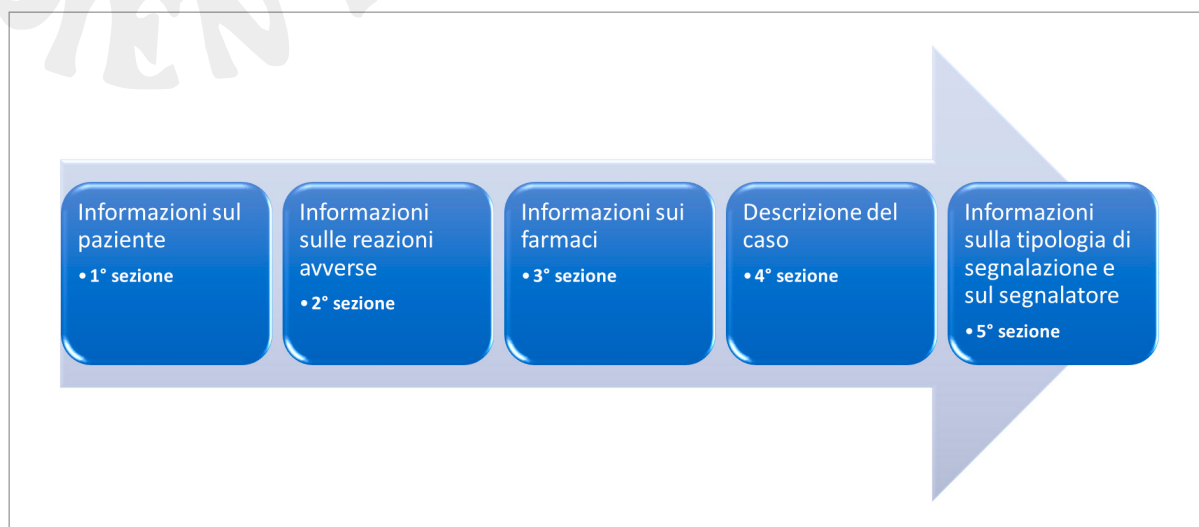 Informazioni sul
paziente
• 1° sezione
Informazioni
sulle reazioni
avverse
• 2° sezione
Informazioni sui
farmaci
• 3° sezione
Descrizione del
caso
• 4° sezione
Informazioni
sulla tipologia di
segnalazione e
sul segnalatore
• 5° sezione